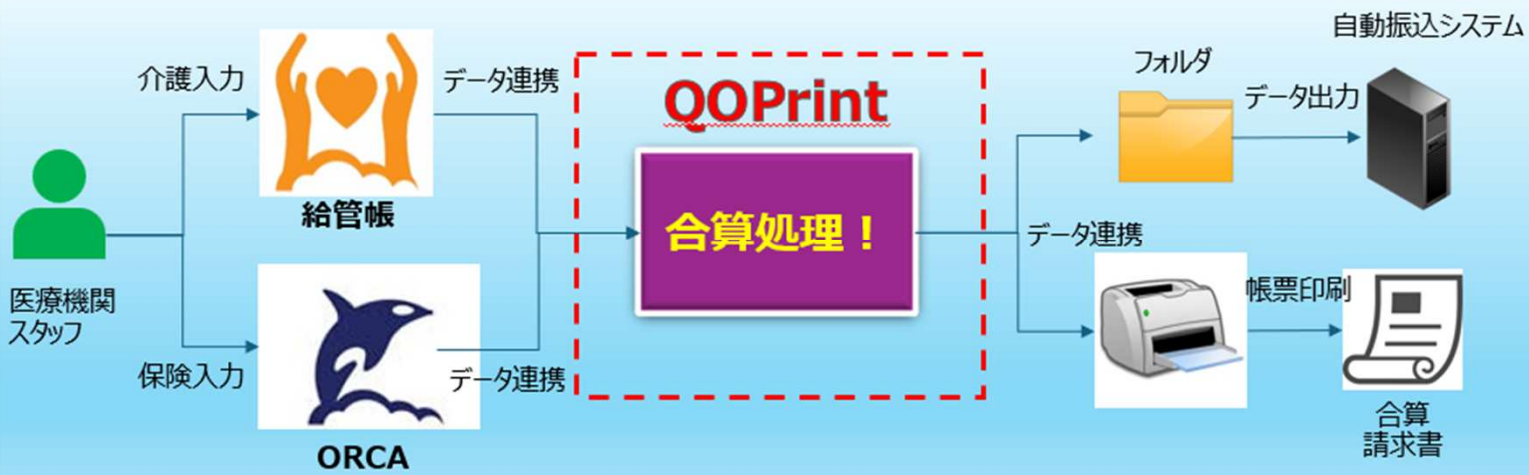 自動振込システム
介護入力
データ連携
QOPrint
フォルダ
データ出力
給管帳
合算処理！
データ連携
医療機関
スタッフ
帳票印刷
保険入力
データ連携
合算
請求書
ORCA